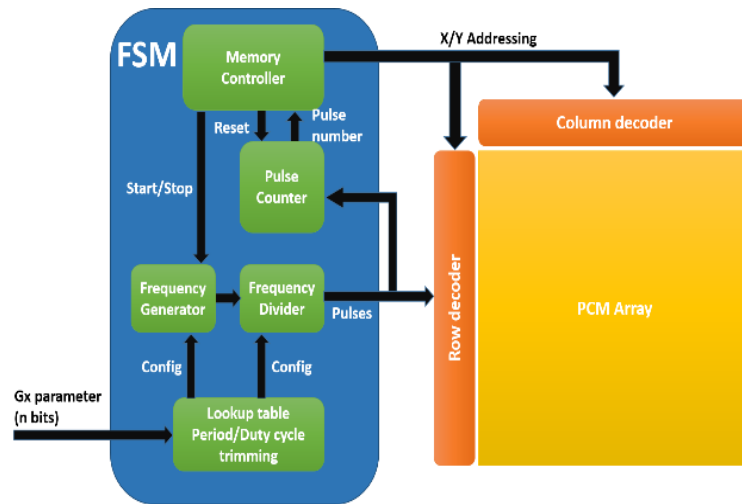 FSM
Memory
Controller
X/Y Addressing
Reset
Pulse
number
Column decoder
Pulse
Counter
Start/Stop
Frequency
Generator
Frequency
Divider
Pulses
Row decoder
PCM Array
Config
Config
Gx parameter
(n bits)
Lookup table
Period/Duty cycle
trimming